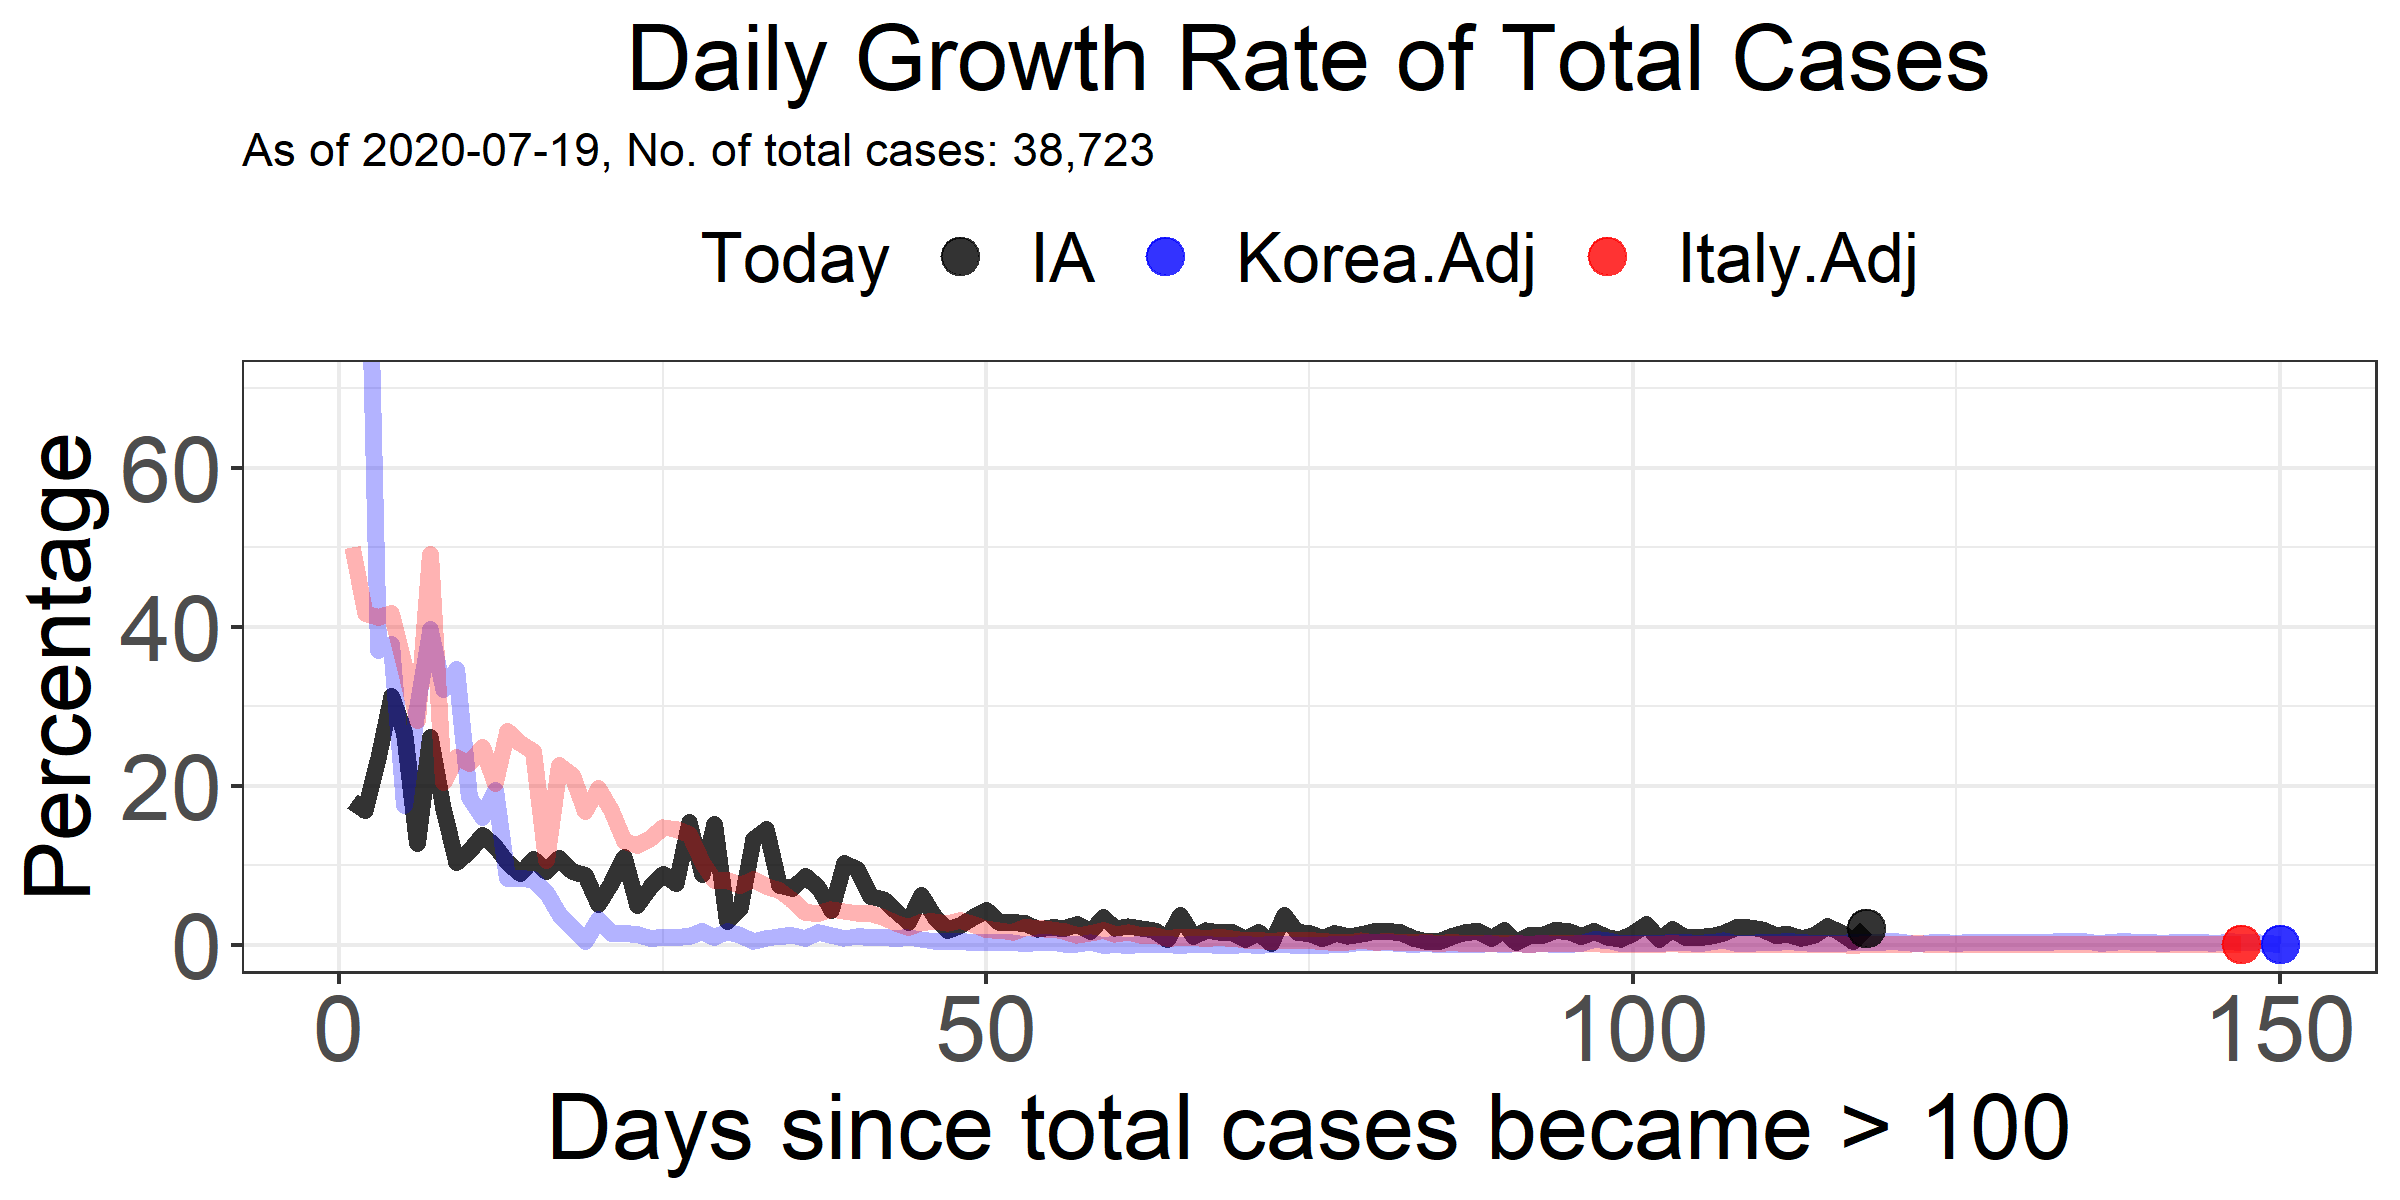 Daily Growth Rate of Total Cases
As of 2020-07-19, No. of total cases: 38,723
Today IA Korea.Adj Italy.Adj
Percentage
60
40
20
0
0 50 100 150
Days since total cases became > 100